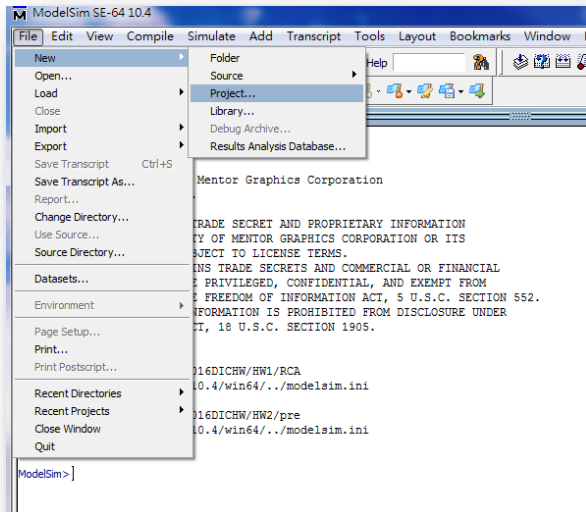 ModelSim SE-64 10.4
File Edit View Compile Simulate Add Transcript Tools Layout Bookmarks Window
New
Open...
Load
Close
Import
Export
Save Transcript Ctrl+S
Save Transcript As...
Report...
Change Directory...
Use Source...
Source Directory...
Datasets...
Environment
Page Setup...
Print...
Print Postscript...
Recent Directories
Recent Projects
Close Window
Quit
Folder
Source
Project...
Library...
Debug Archive...
Results Analysis Database...
Help
Mentor Graphics Corporation
TRADE SECRET AND PROPRIETARY INFORMATION
TY OF MENTOR GRAPHICS CORPORATION OR ITS
BJECT TO LICENSE TERMS.
INS TRADE SECRETS AND COMMERCIAL OR FINANCIAL
E PRIVILEGED, CONFIDENTIAL, AND EXEMPT FROM
E FREEDOM OF INFORMATION ACT, 5 U.S.C. SECTION 552.
NFORMATION IS PROHIBITED FROM DISCLOSURE UNDER
CT, 18 U.S.C. SECTION 1905.
016DICHW/HW1/RCA
10.4/win64/../modelsim.ini
016DICHW/HW2/pre
10.4/win64/../modelsim.ini
ModelSim>